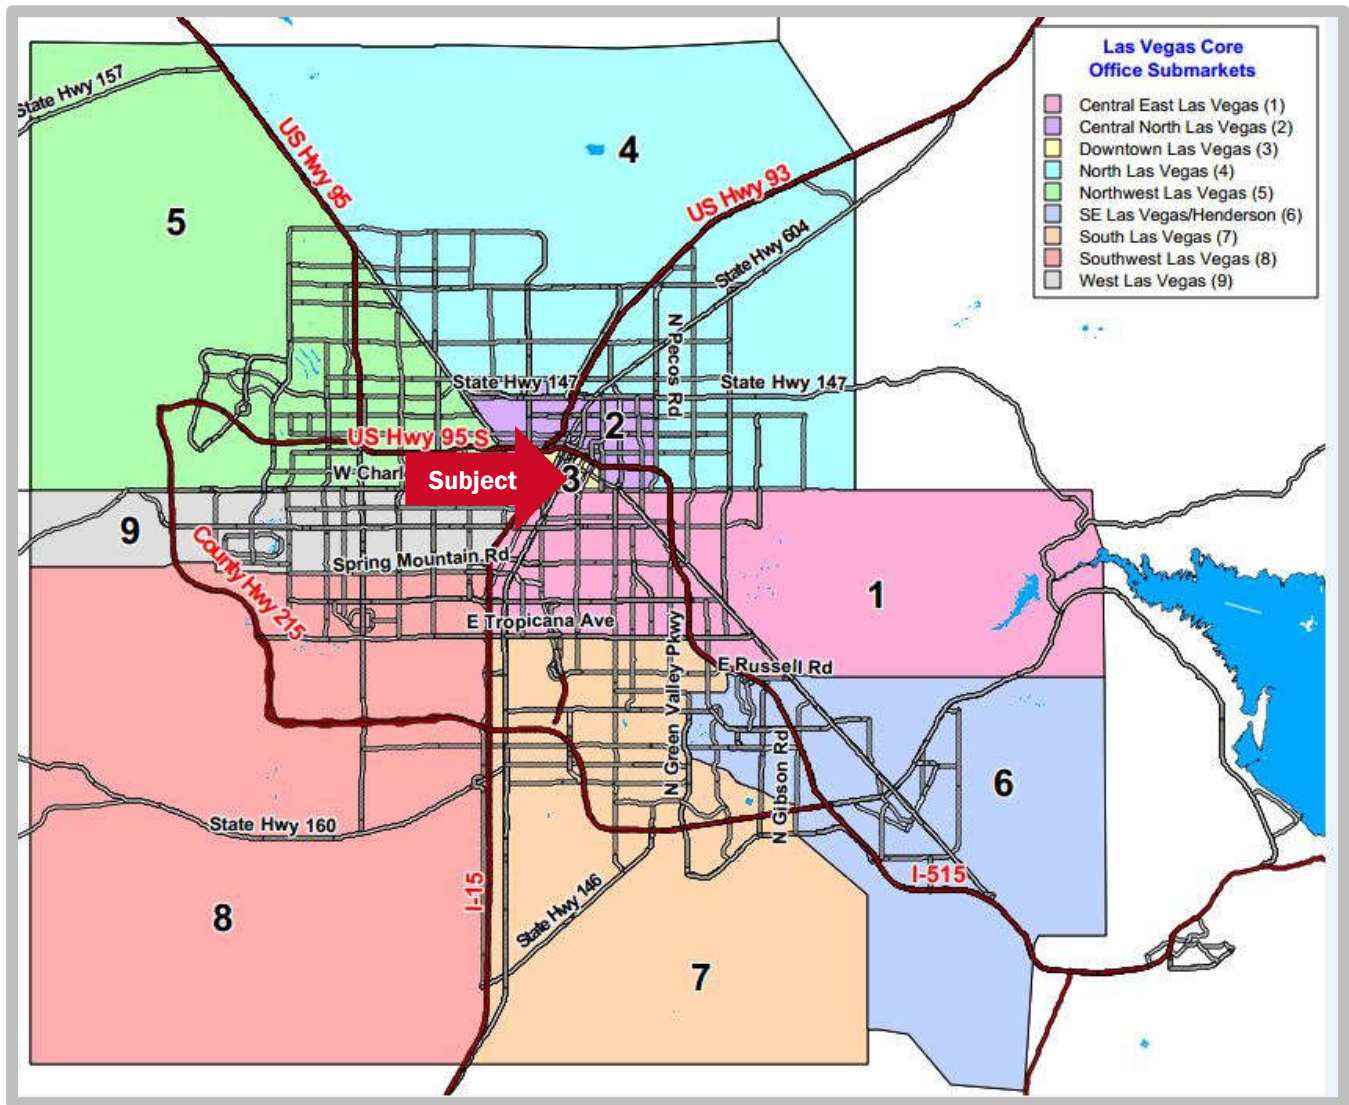 Las Vegas Core
Office Submarkets
Central East Las Vegas (1)
Central North Las Vegas (2)
Downtown Las Vegas (3)
North Las Vegas (4)
Northwest Las Vegas (5)
SE Las Vegas/Henderson (6)
South Las Vegas (7)
Southwest Las Vegas (8)
West Las Vegas (9)
State Hwy 157
US Hwy 95
4
US Hwy 93
5
State Hwy 604
N Pecos Rd
State Hwy 147
State Hwy 147
2
US Hwy 95 S
W Charl
Subject
3
9
County Hwy 215
Spring Mountain Rd
1
E Tropicana Ave
N Green Valley Pkwy
E Russell Rd
N Gibson Rd
6
State Hwy 160
I-15
I-515
State Hwy 146
8
7